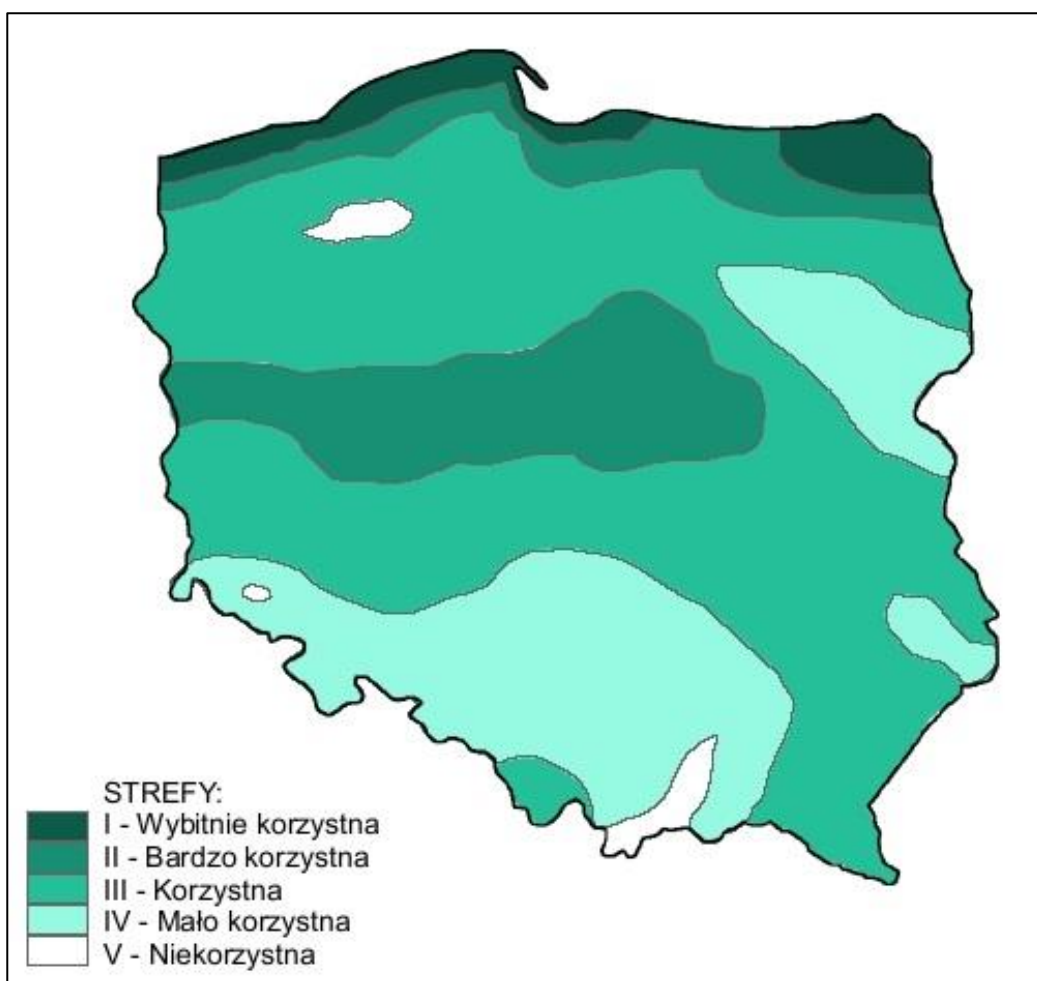 STREFY:
I - Wybitnie korzystna
II - Bardzo korzystna
III - Korzystna
IV - Mało korzystna
V - Niekorzystna